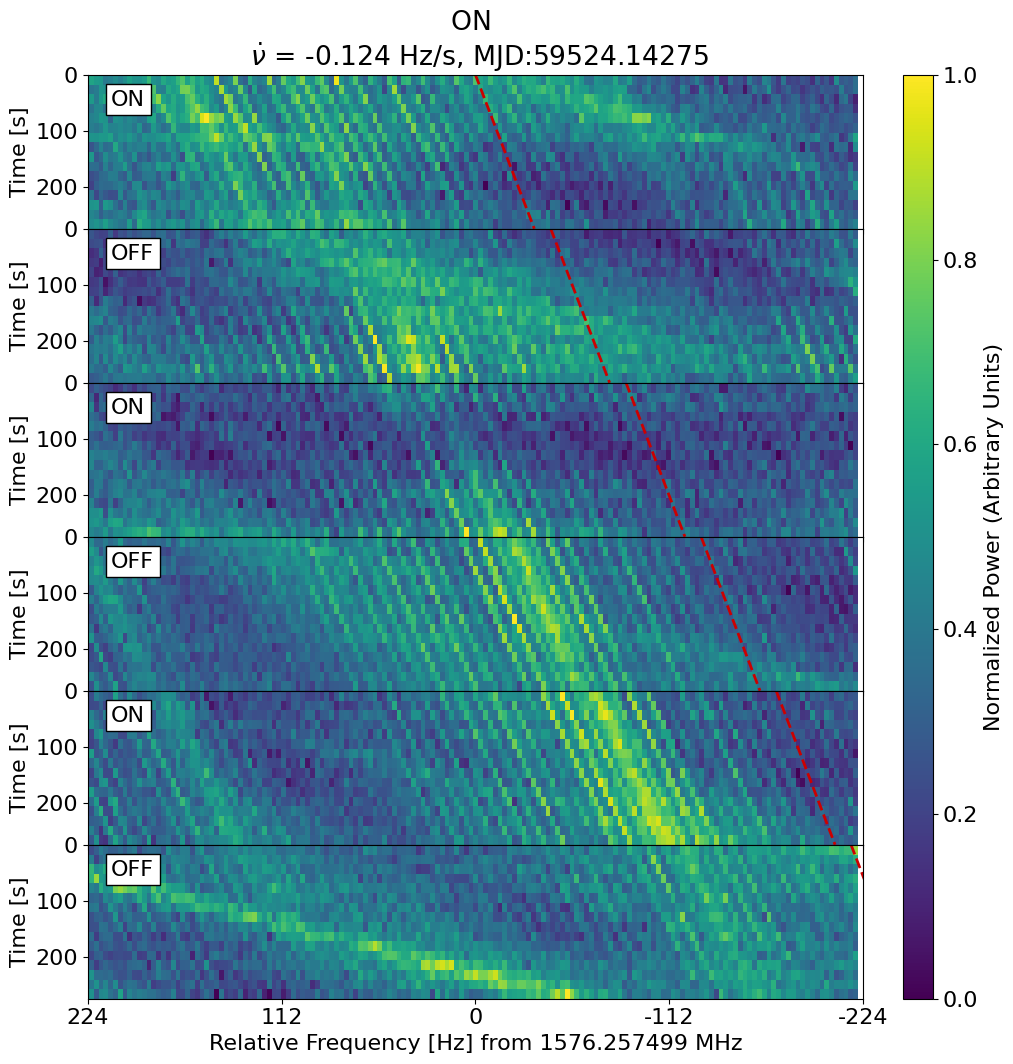 ON
ν̇ = -0.124 Hz/s, MJD:59524.14275
ON
OFF
ON
OFF
ON
OFF
Time [s]
0
100
200
Time [s]
0
100
200
Time [s]
0
100
200
Time [s]
0
100
200
Time [s]
0
100
200
Time [s]
0
100
200
224
112
0
-112
-224
Relative Frequency [Hz] from 1576.257499 MHz
1.0
0.8
0.6
0.4
0.2
0.0
Normalized Power (Arbitrary Units)